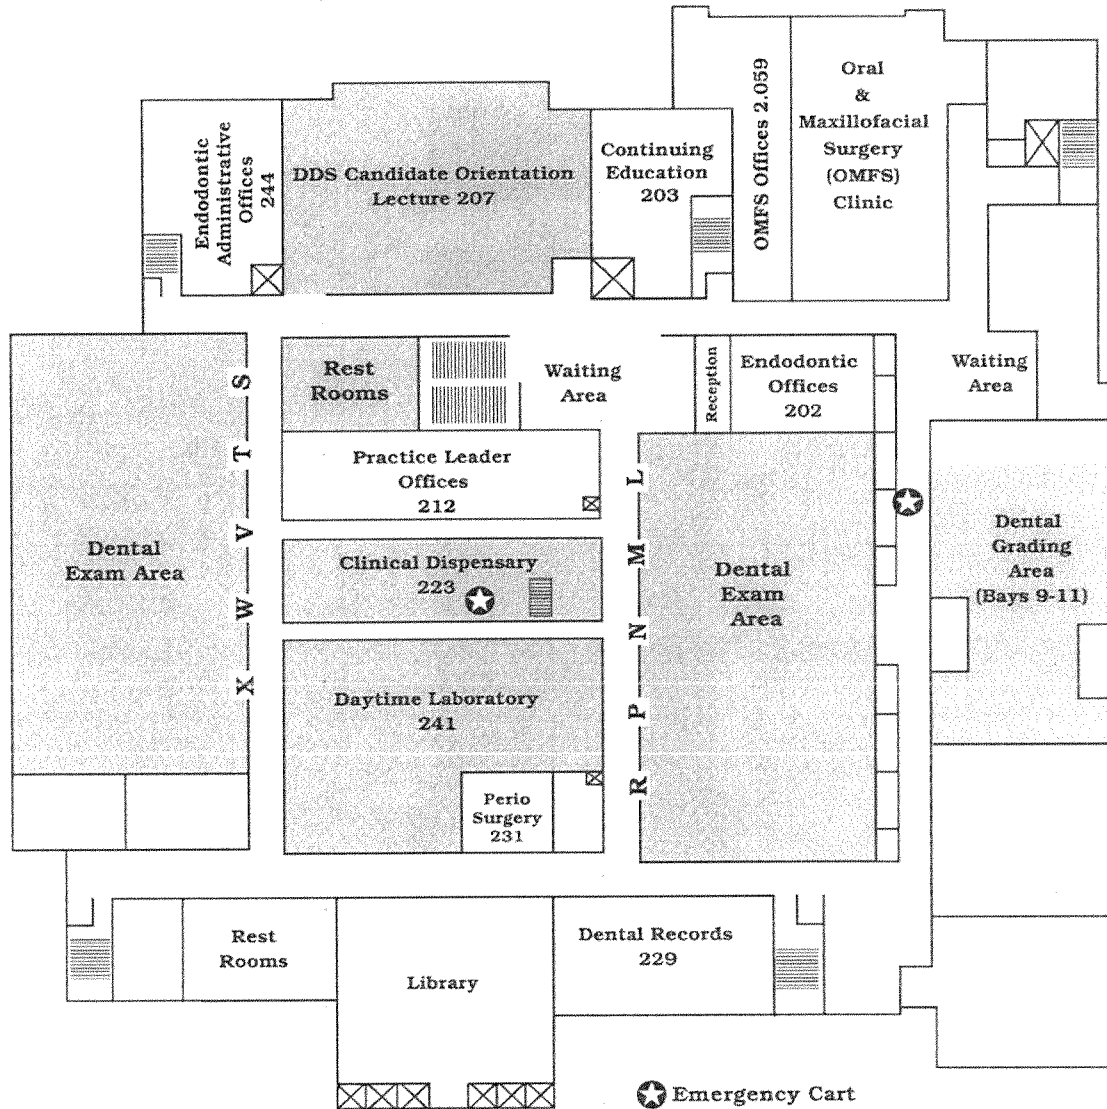 Endodontic
Administrative
Offices
244
DDS Candidate Orientation
Lecture 207
Continuing
Education
203
OMFS Offices 2.059
Oral
&
Maxillofacial
Surgery
(OMFS)
Clinic
Rest
Rooms
Waiting
Area
Reception
Endodontic
Offices
202
Waiting
Area
Practice Leader
Offices
212
Dental
Exam Area
X W V V T S
Clinical Dispensary
223
R P N M L
Dental
Exam
Area
Dental
Grading
Area
(Bays 9-11)
Daytime Laboratory
241
Perio
Surgery
231
Rest
Rooms
Library
Dental Records
229
Emergency Cart